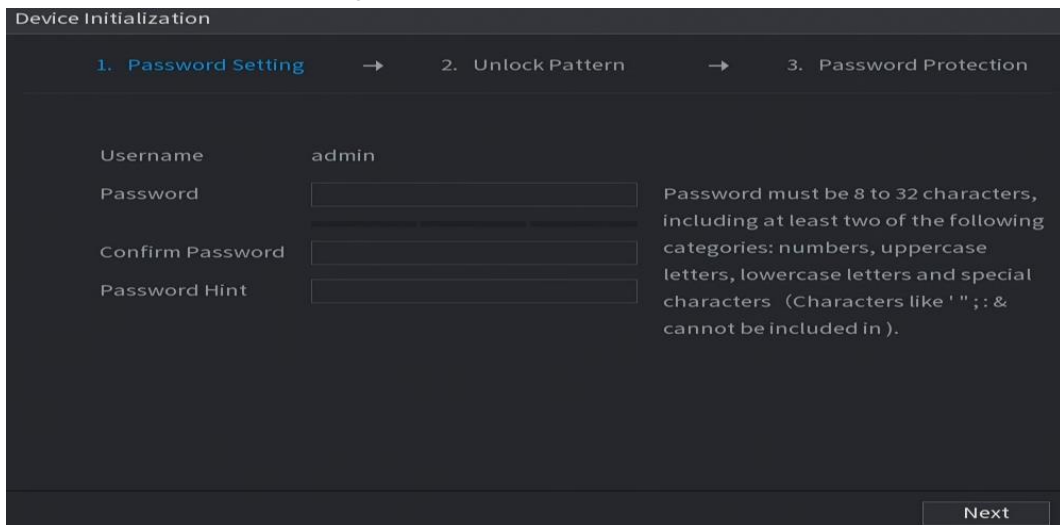 Device Initialization
1. Password Setting → 2. Unlock Pattern → 3. Password Protection
Username admin
Password
Confirm Password
Password Hint
Password must be 8 to 32 characters,
including at least two of the following
categories: numbers, uppercase
letters, lowercase letters and special
characters (Characters like ' " ; : &
cannot be included in ).
Next